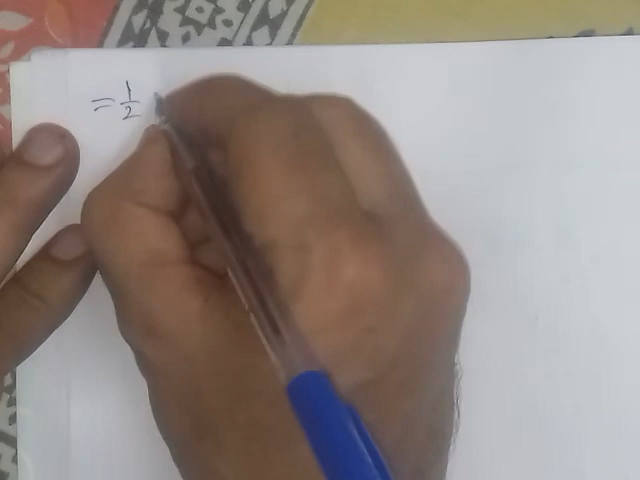 = 1/2